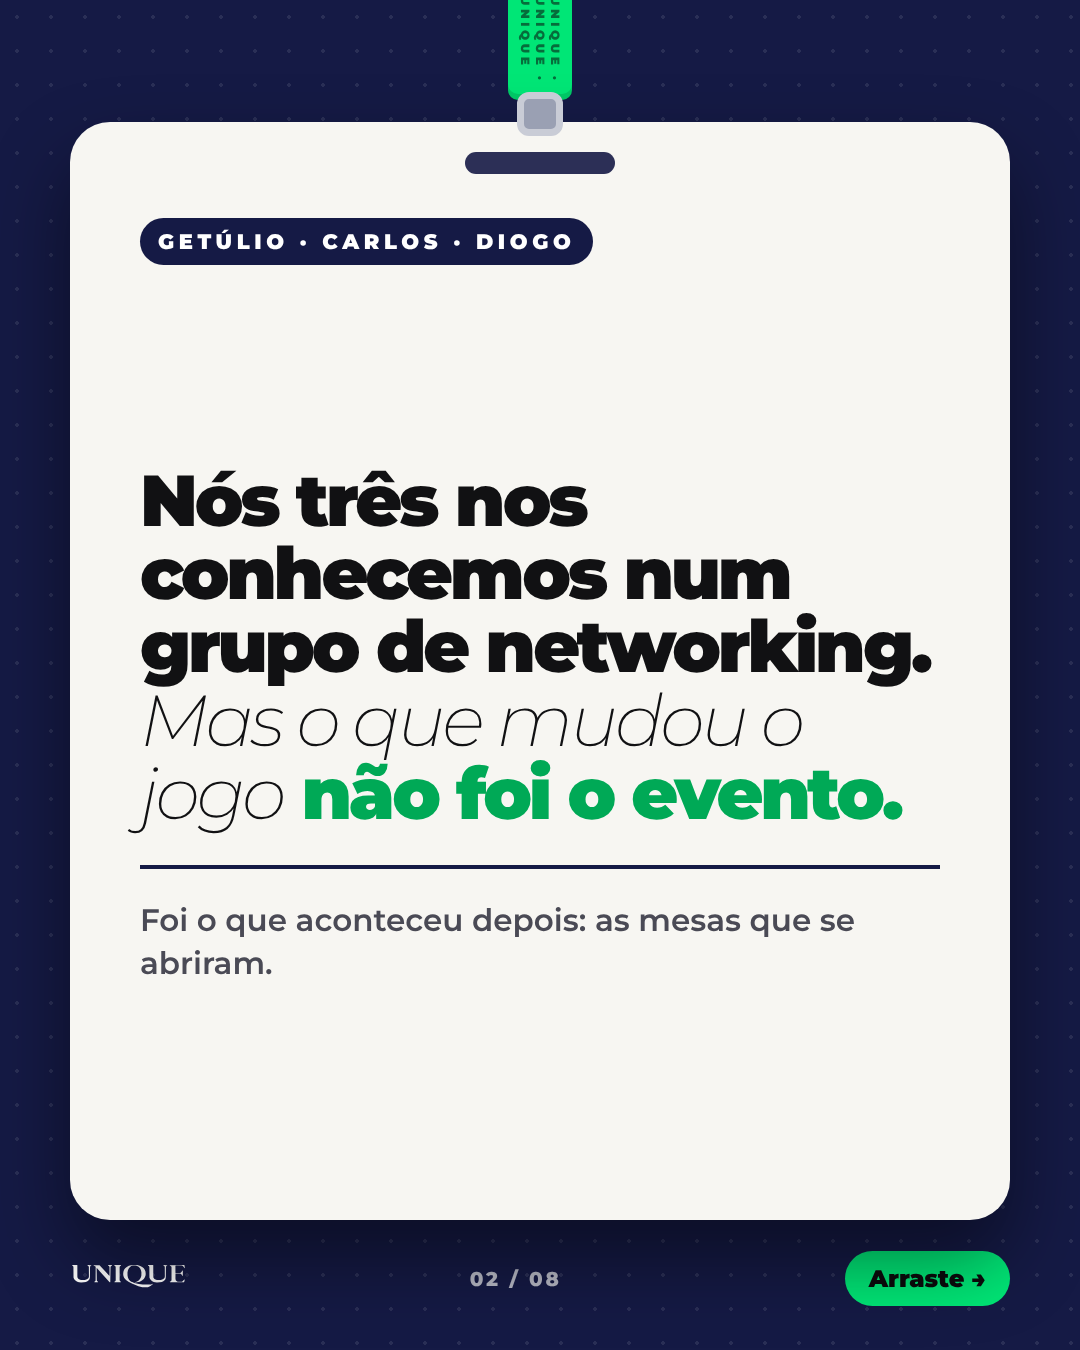 UNIQUE •
UNIQUE •
UNIQUE
GETÚLIO • CARLOS • DIOGO
Nós três nos
conhecemos num
grupo de networking.
Mas o que mudou o
jogo não foi o evento.
Foi o que aconteceu depois: as mesas que se
abriram.
UNIQUE
02 / 08
Arraste →